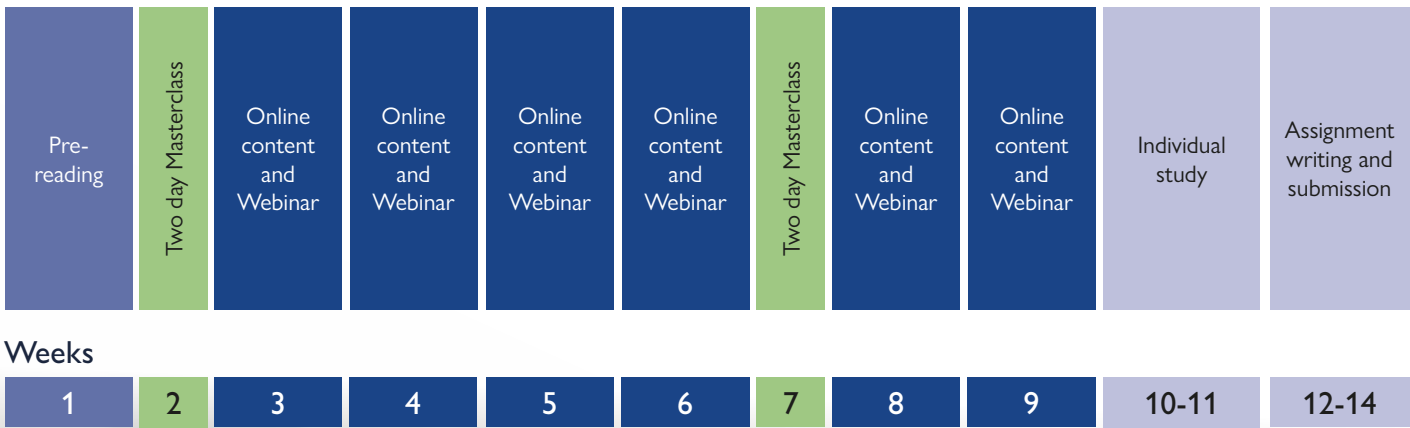 Pre-
reading
Two day Masterclass
Online
content
and
Webinar
Online
content
and
Webinar
Online
content
and
Webinar
Online
content
and
Webinar
Two day Masterclass
Online
content
and
Webinar
Online
content
and
Webinar
Individual
study
Assignment
writing and
submission
Weeks
1
2
3
4
5
6
7
8
9
10-11
12-14